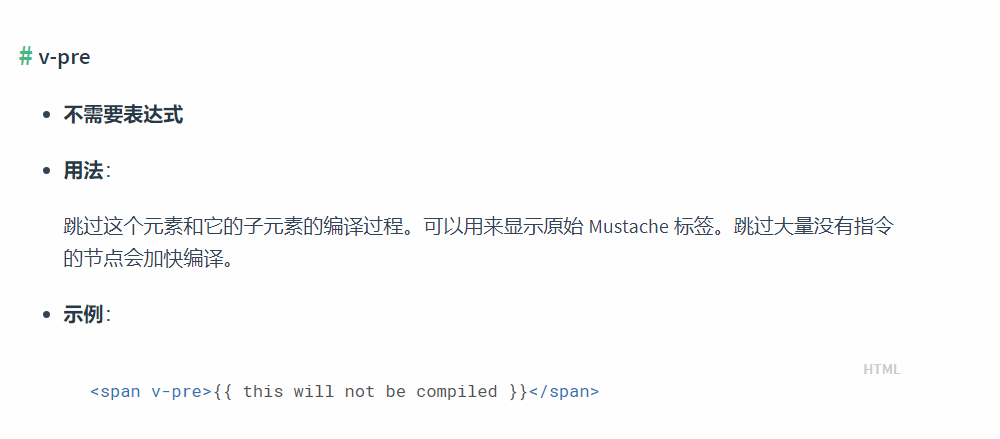 # v-pre
• 不需要表达式
• 用法：
跳过这个元素和它的子元素的编译过程。可以用来显示原始 Mustache 标签。跳过大量没有指令
的节点会加快编译。
• 示例：
HTML
<span v-pre>{{ this will not be compiled }}</span>